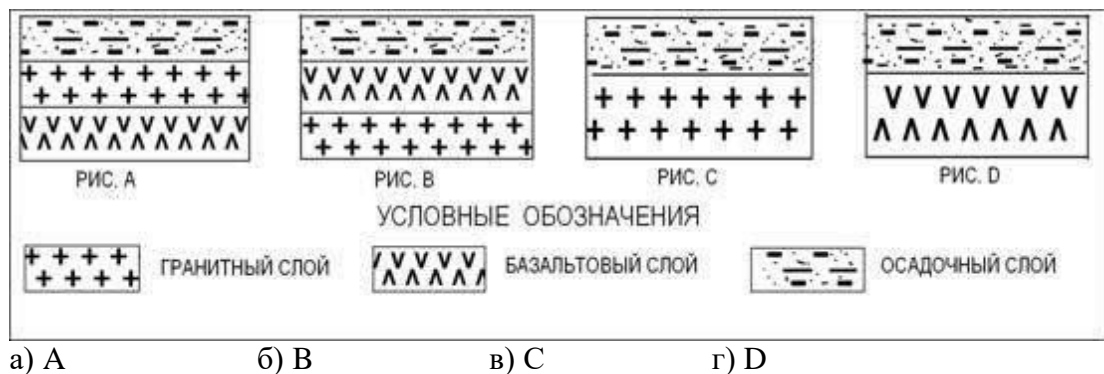 РИС. А РИС. В РИС. С РИС. D
УСЛОВНЫЕ ОБОЗНАЧЕНИЯ
ГРАНИТНЫЙ СЛОЙ БАЗАЛЬТОВЫЙ СЛОЙ ОСАДОЧНЫЙ СЛОЙ
а) А б) В в) С г) D